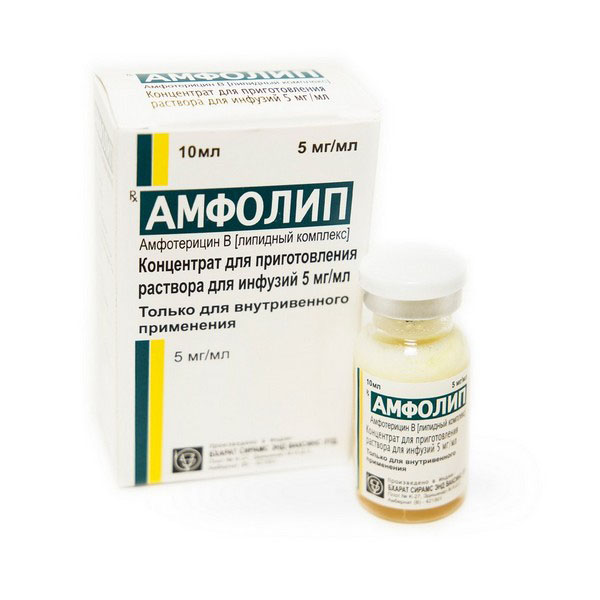 АМФОЛИП
Амфотерицин В [липидный комплекс]
Концентрат для приготовления
раствора для инфузий 5 мг/мл
10мл 5 мг/мл
Rx
АМФОЛИП
Амфотерицин В [липидный комплекс]
Концентрат для приготовления
раствора для инфузий 5 мг/мл
Только для внутривенного
применения
5 мг/мл
Произведено в Индии
БХАРАТ СИРАМС ЭНД ВАКСИНС ЛТД
10мл 5 мг/мл
Rx
АМФОЛИП
Амфотерицин В [липидный комплекс]
Концентрат для приготовления
раствора для инфузий 5 мг/мл
Только для внутривенного
применения
Произведено в Индии
БХАРАТ СИРАМС ЭНД ВАКСИНС